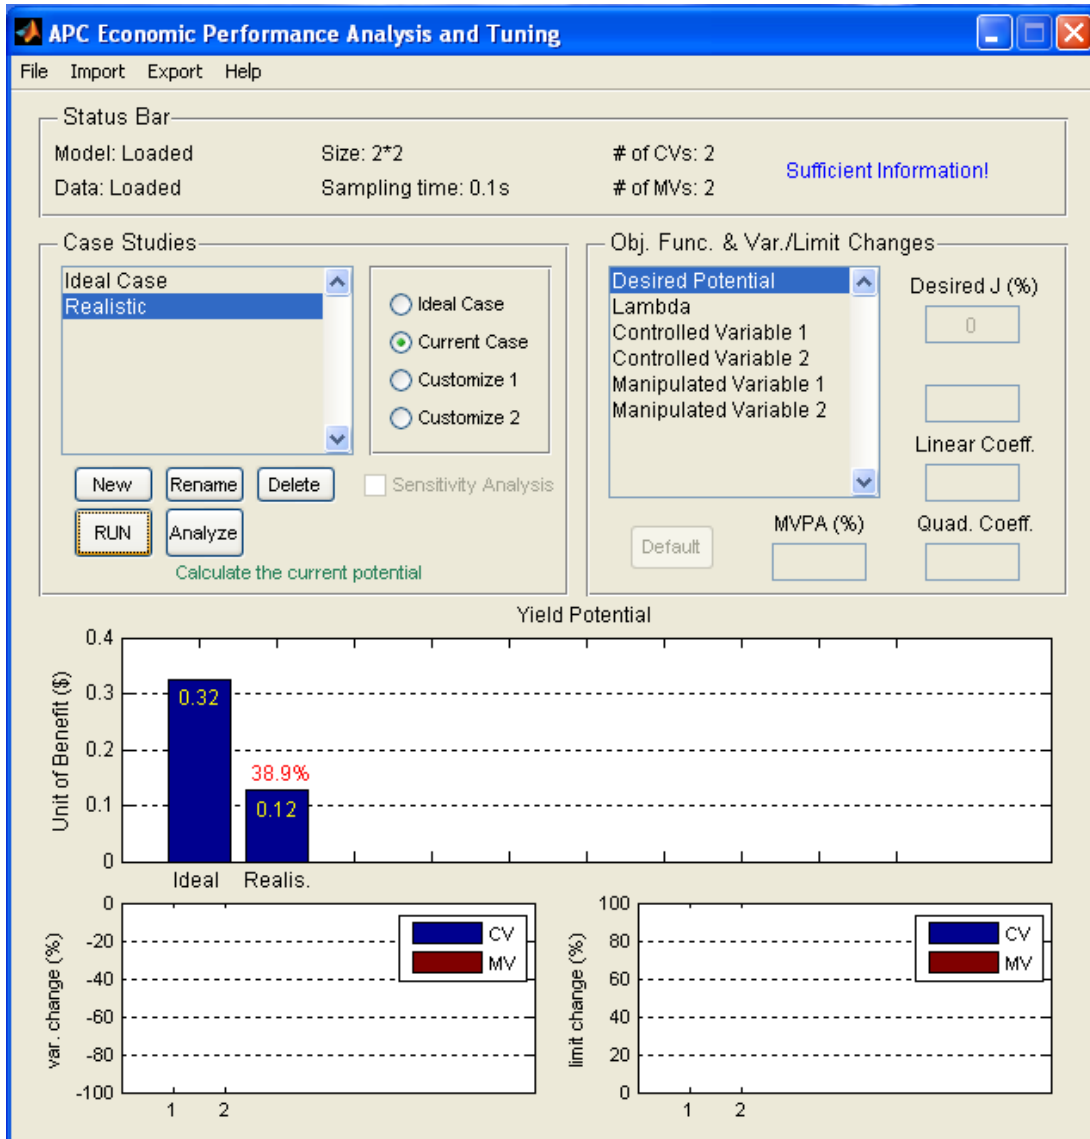 APC Economic Performance Analysis and Tuning
File Import Export Help
Status Bar
Model: Loaded Size: 2*2 # of CVs: 2 Sufficient Information!
Data: Loaded Sampling time: 0.1s # of MVs: 2
Case Studies
Ideal Case
Realistic
Ideal Case
Current Case
Customize 1
Customize 2
New Rename Delete Sensitivity Analysis
RUN Analyze
Calculate the current potential
Obj. Func. & Var./Limit Changes
Desired Potential
Lambda
Controlled Variable 1
Controlled Variable 2
Manipulated Variable 1
Manipulated Variable 2
Desired J (%)
0
Linear Coeff.
Default MVPA (%) Quad. Coeff.
Yield Potential
Unit of Benefit ($)
0.4
0.3
0.2
0.1
0
0.32
38.9%
0.12
Ideal Realis.
var. change (%)
0
-20
-40
-60
-80
-100
1 2
CV
MV
limit change (%)
100
80
60
40
20
0
1 2
CV
MV